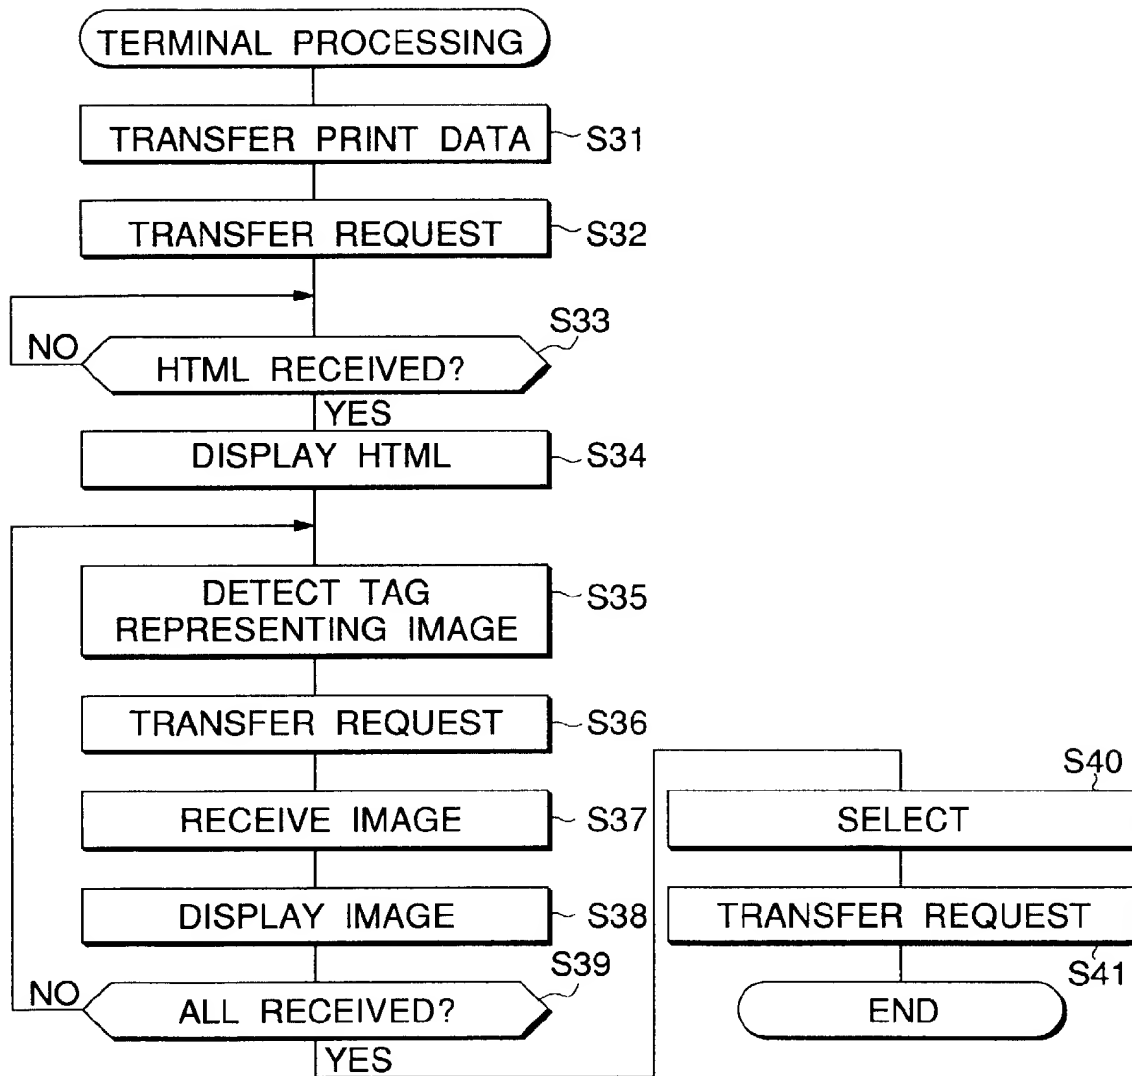 TERMINAL PROCESSING
TRANSFER PRINT DATA
S31
TRANSFER REQUEST
S32
S33
NO
HTML RECEIVED?
YES
DISPLAY HTML
S34
DETECT TAG
REPRESENTING IMAGE
S35
TRANSFER REQUEST
S36
RECEIVE IMAGE
S37
DISPLAY IMAGE
S38
S39
NO
ALL RECEIVED?
YES
S40
SELECT
TRANSFER REQUEST
S41
END